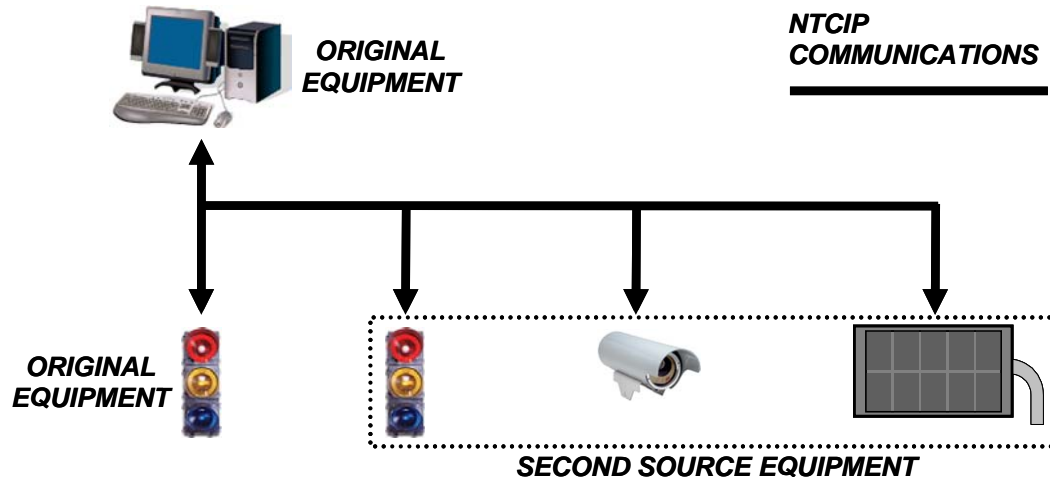 ORIGINAL
EQUIPMENT
NTCIP
COMMUNICATIONS
ORIGINAL
EQUIPMENT
SECOND SOURCE EQUIPMENT